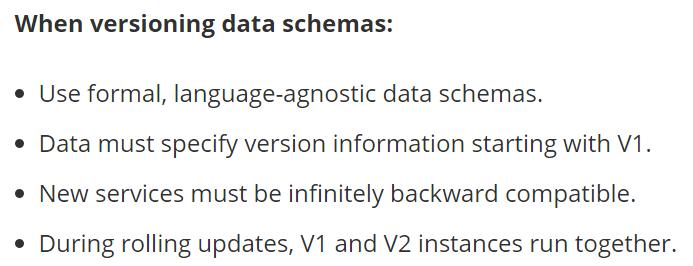 When versioning data schemas:
• Use formal, language-agnostic data schemas.
• Data must specify version information starting with V1.
• New services must be infinitely backward compatible.
• During rolling updates, V1 and V2 instances run together.